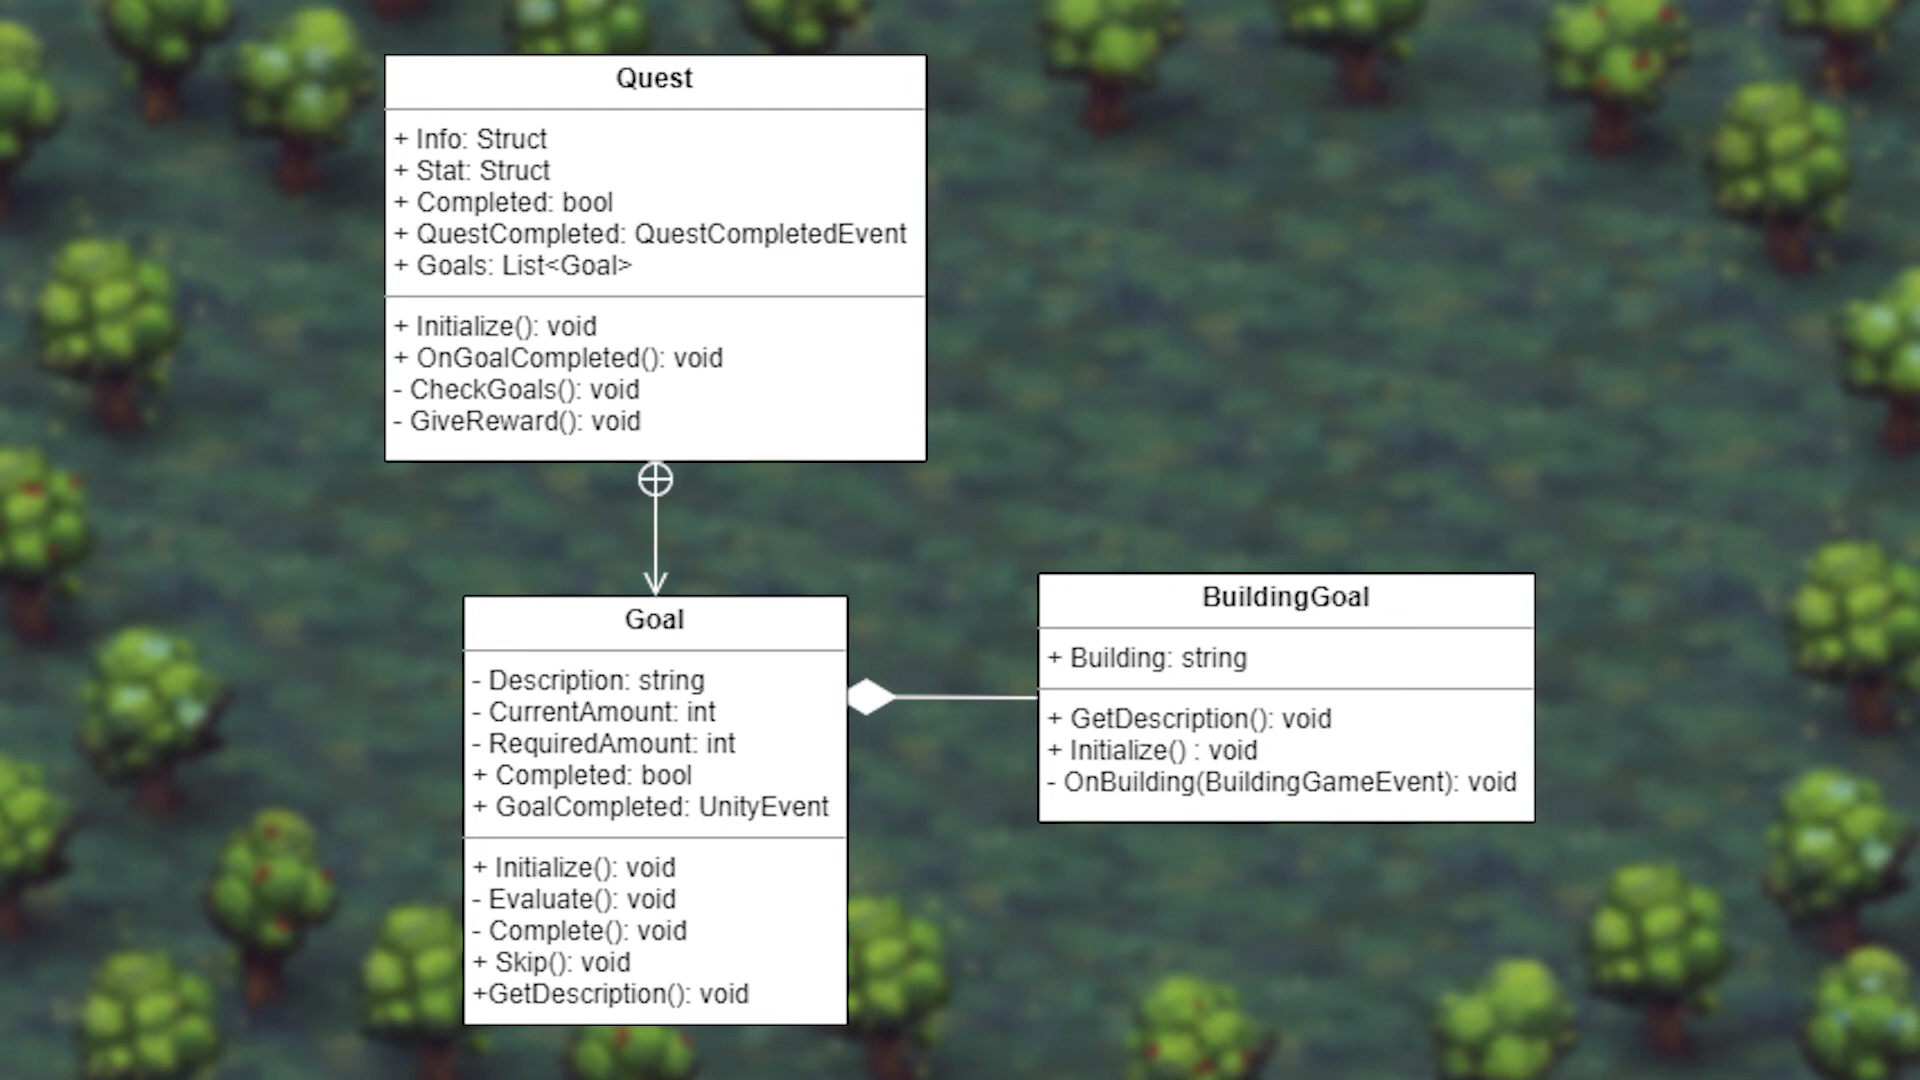 Quest
+ Info: Struct
+ Stat: Struct
+ Completed: bool
+ QuestCompleted: QuestCompletedEvent
+ Goals: List<Goal>
+ Initialize(): void
+ OnGoalCompleted(): void
- CheckGoals(): void
- GiveReward(): void
Goal
- Description: string
- CurrentAmount: int
- RequiredAmount: int
+ Completed: bool
+ GoalCompleted: UnityEvent
+ Initialize(): void
- Evaluate(): void
- Complete(): void
+ Skip(): void
+GetDescription(): void
BuildingGoal
+ Building: string
+ GetDescription(): void
+ Initialize() : void
- OnBuilding(BuildingGameEvent): void